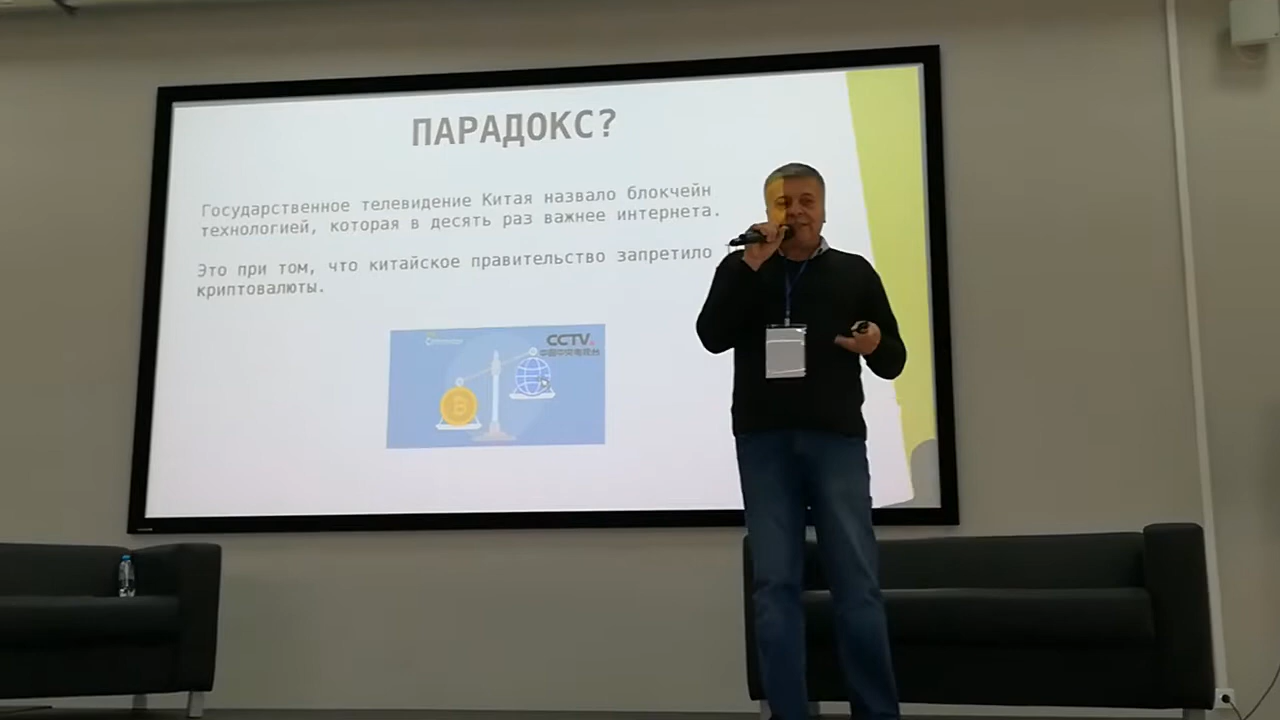 ПАРАДОКС?
Государственное телевидение Китая назвало блокчейн
технологией, которая в десять раз важнее интернета.
Это при том, что китайское правительство запретило
криптовалюты.
CCTV.